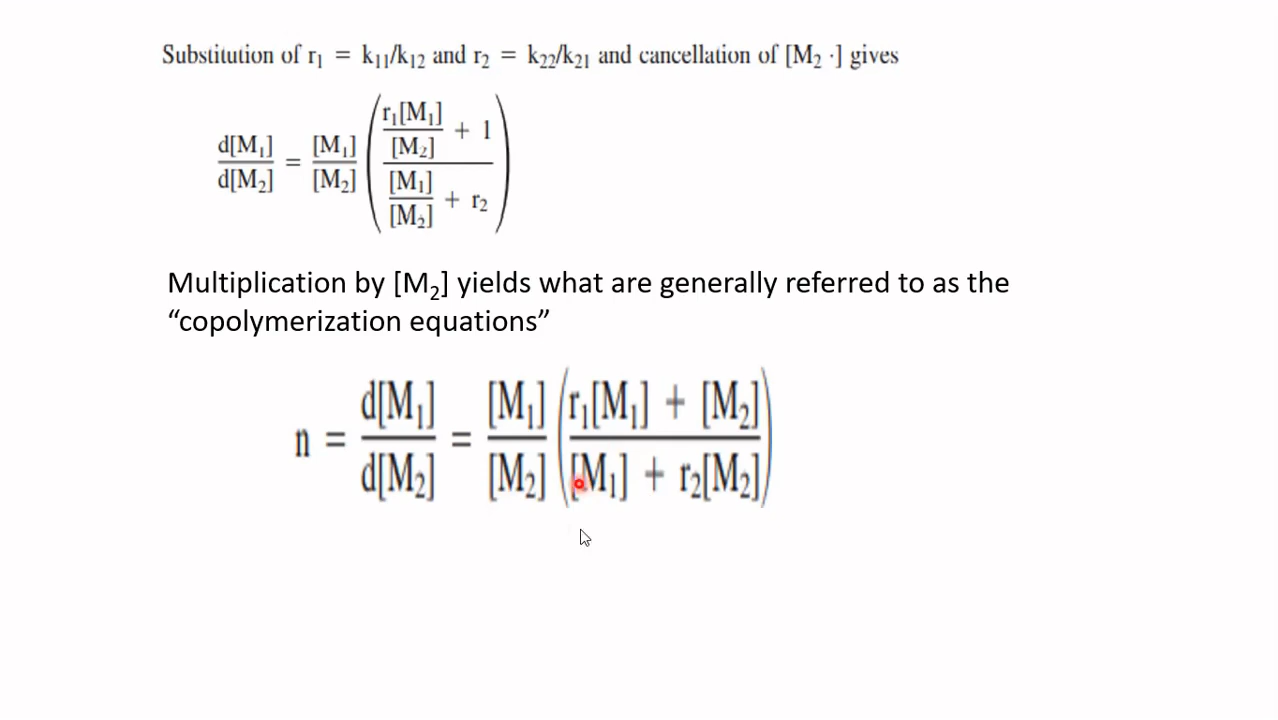 Substitution of r₁ = k₁₁/k₁₂ and r₂ = k₂₂/k₂₁ and cancellation of [M₂ ·] gives
d[M₁]/d[M₂] = [M₁]/[M₂] ((r₁[M₁]/[M₂] + 1)/([M₁]/[M₂] + r₂))
Multiplication by [M₂] yields what are generally referred to as the
“copolymerization equations”
n = d[M₁]/d[M₂] = [M₁]/[M₂] ((r₁[M₁] + [M₂])/([M₁] + r₂[M₂]))